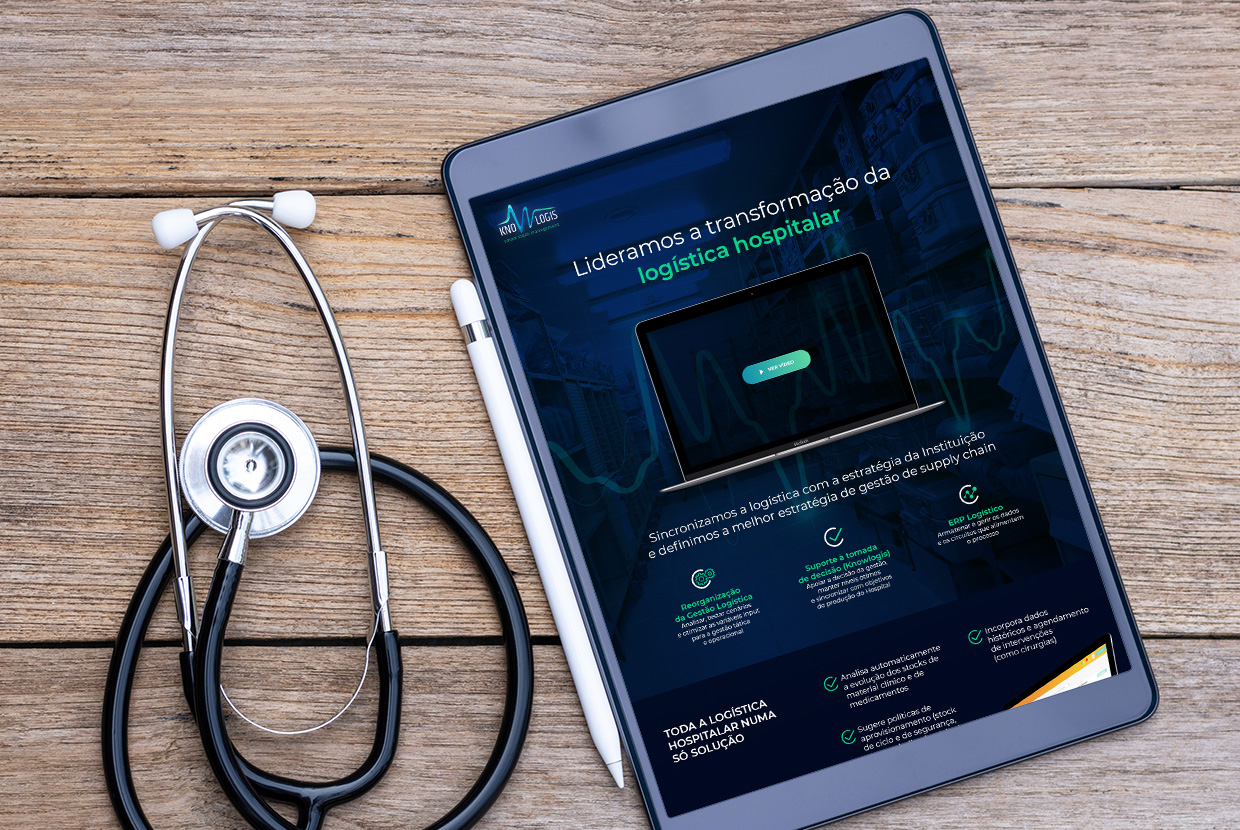 KNOWLOGIS
Lideramos a transformação da
logística hospitalar
VER VÍDEO
Sincronizamos a logística com a estratégia da Instituição
e definimos a melhor estratégia de gestão de supply chain
Reorganização
da Gestão Logística
Analisar, testar cenários
e otimizar as variáveis input
para a gestão tática
e operacional
Suporte à tomada
de decisão (Knowlogis)
Apoiar a decisão da gestão,
manter níveis ótimos
e sincronizar com objetivos
de produção do Hospital
ERP Logístico
Armazenar e gerir os dados
e os circuitos que alimentam
o processo
TODA A LOGÍSTICA
HOSPITALAR NUMA
SÓ SOLUÇÃO
Analisa automaticamente
a evolução dos stocks de
material clínico e de
medicamentos
Sugere políticas de
aprovisionamento (stock
de ciclo e de segurança,
Incorpora dados
históricos e agendamento
de intervenções
(como cirurgias)